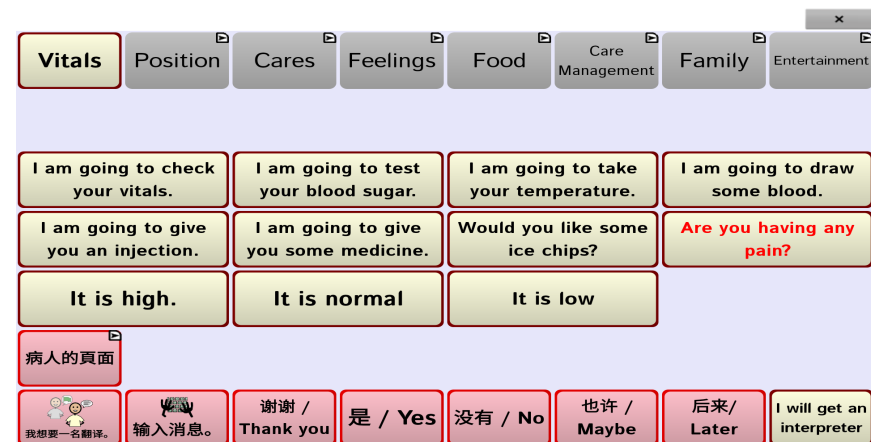 ×
Vitals
Position
Cares
Feelings
Food
Care
Management
Family
Entertainment
I am going to check
your vitals.
I am going to test
your blood sugar.
I am going to take
your temperature.
I am going to draw
some blood.
I am going to give
you an injection.
I am going to give
you some medicine.
Would you like some
ice chips?
Are you having any
pain?
It is high.
It is normal
It is low
病人的頁面
我想要一名翻译。
输入消息。
谢谢 /
Thank you
是 / Yes
没有 / No
也许 /
Maybe
后来/
Later
I will get an
interpreter